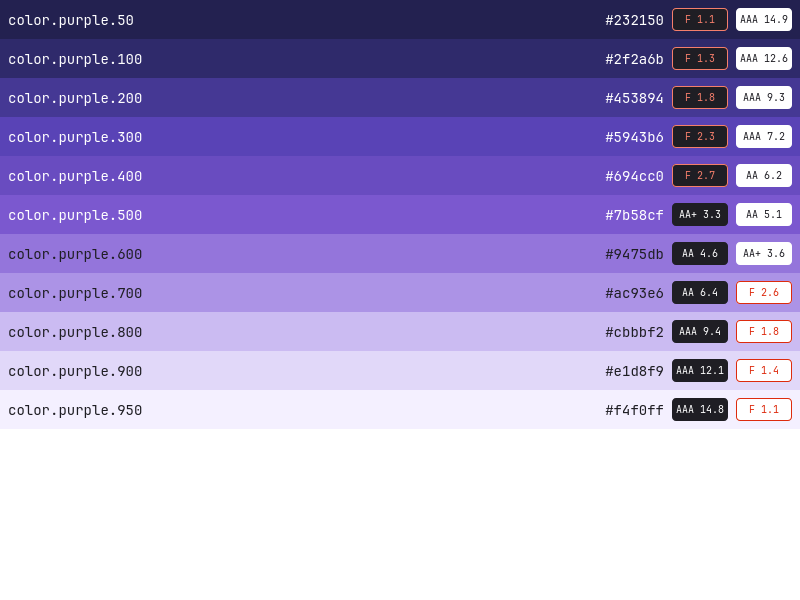 color.purple.50 #232150 F 1.1 AAA 14.9
color.purple.100 #2f2a6b F 1.3 AAA 12.6
color.purple.200 #453894 F 1.8 AAA 9.3
color.purple.300 #5943b6 F 2.3 AAA 7.2
color.purple.400 #694cc0 F 2.7 AA 6.2
color.purple.500 #7b58cf AA+ 3.3 AA 5.1
color.purple.600 #9475db AA 4.6 AA+ 3.6
color.purple.700 #ac93e6 AA 6.4 F 2.6
color.purple.800 #cbbbf2 AAA 9.4 F 1.8
color.purple.900 #e1d8f9 AAA 12.1 F 1.4
color.purple.950 #f4f0ff AAA 14.8 F 1.1